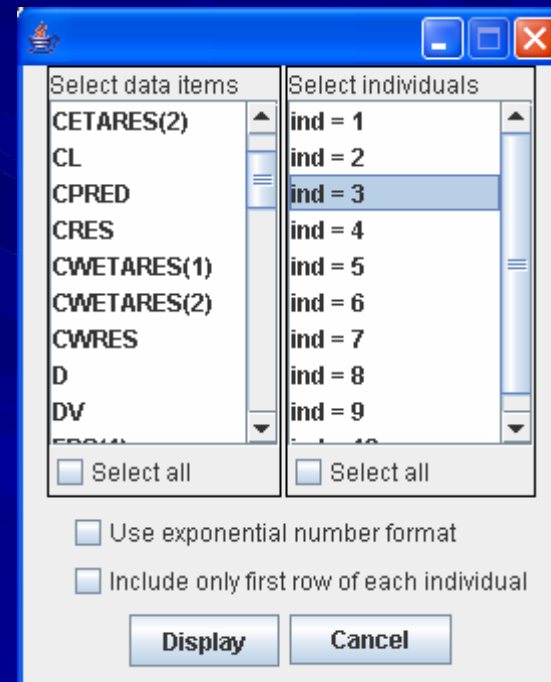 Select data items
CETARES(2)
CL
CPRED
CRES
CWETARES(1)
CWETARES(2)
CWRES
D
DV
Select all
Select individuals
ind = 1
ind = 2
ind = 3
ind = 4
ind = 5
ind = 6
ind = 7
ind = 8
ind = 9
Select all
Use exponential number format
Include only first row of each individual
Display
Cancel